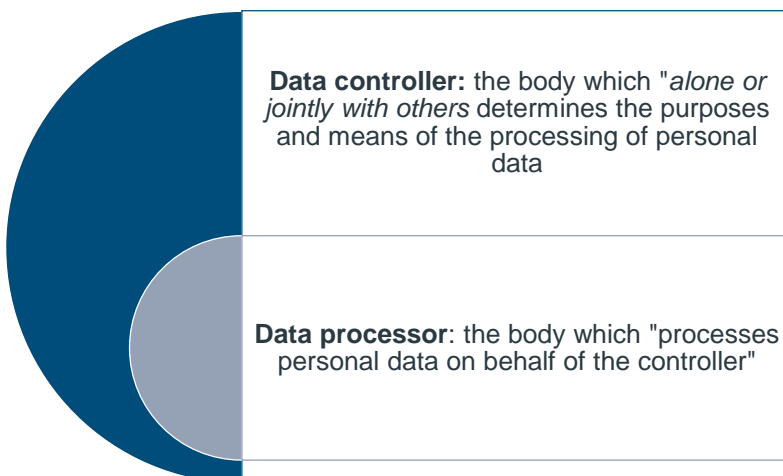 Data controller: the body which "alone or
jointly with others determines the purposes
and means of the processing of personal
data
Data processor: the body which "processes
personal data on behalf of the controller"